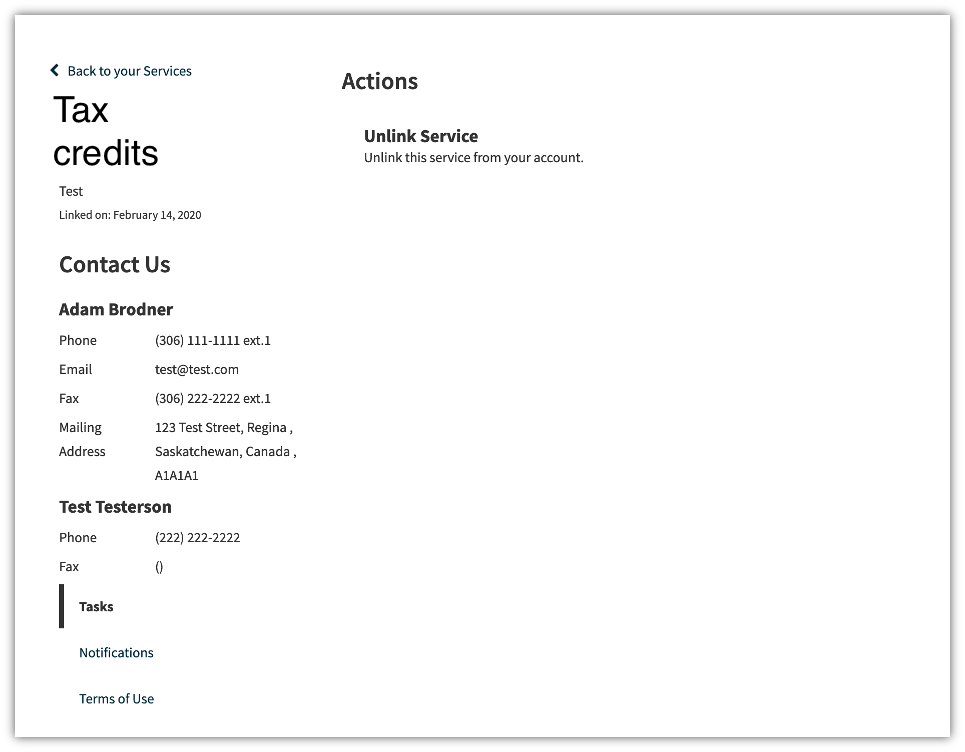 Back to your Services
Tax
credits
Test
Linked on: February 14, 2020
Contact Us
Adam Brodner
Phone (306) 111-1111 ext.1
Email test@test.com
Fax (306) 222-2222 ext.1
Mailing 123 Test Street, Regina ,
Address Saskatchewan, Canada ,
A1A1A1
Test Testerson
Phone (222) 222-2222
Fax ()
Tasks
Notifications
Terms of Use
Actions
Unlink Service
Unlink this service from your account.